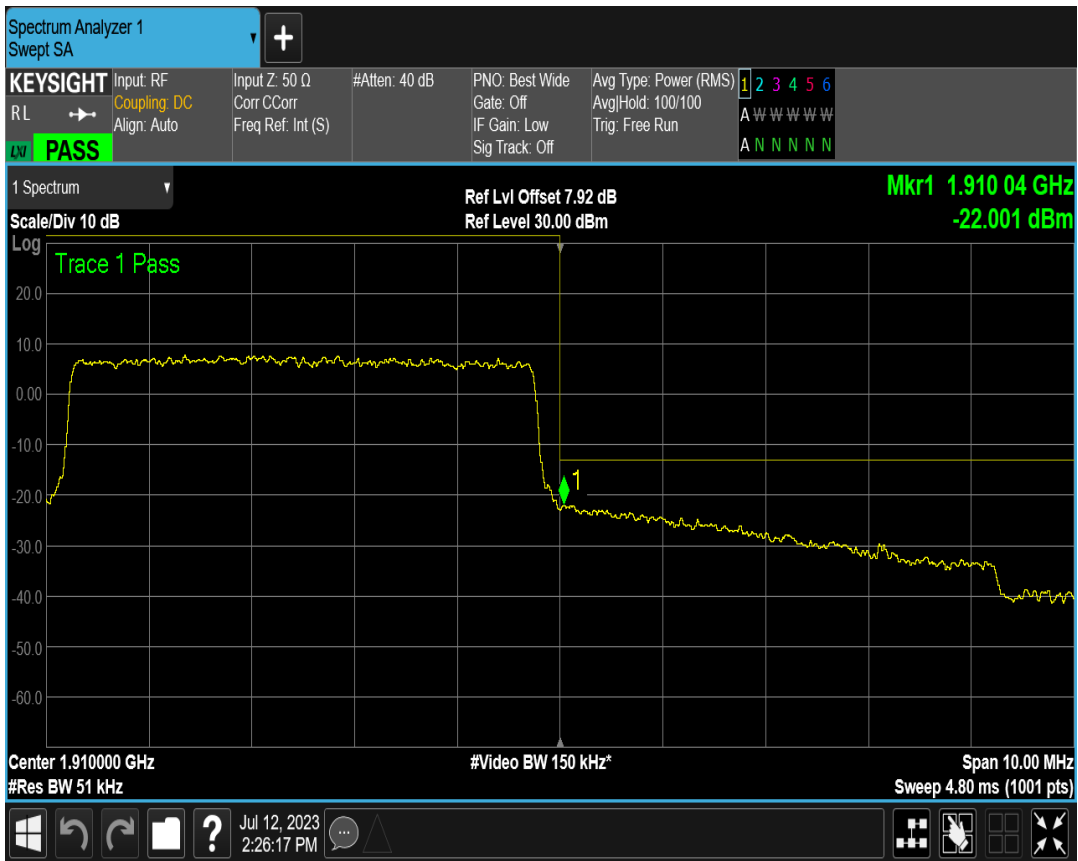 Spectrum Analyzer 1
Swept SA
+
KEYSIGHT
RL
LXI PASS
Input: RF
Coupling: DC
Align: Auto
Input Z: 50 Ω
Corr CCorr
Freq Ref: Int (S)
#Atten: 40 dB
PNO: Best Wide
Gate: Off
IF Gain: Low
Sig Track: Off
Avg Type: Power (RMS)
Avg|Hold: 100/100
Trig: Free Run
1 2 3 4 5 6
A W W W W W
A N N N N N
1 Spectrum
Scale/Div 10 dB
Ref Lvl Offset 7.92 dB
Ref Level 30.00 dBm
Mkr1 1.910 04 GHz
-22.001 dBm
Log
Trace 1 Pass
20.0
10.0
0.00
-10.0
-20.0
-30.0
-40.0
-50.0
-60.0
1
Center 1.910000 GHz
#Res BW 51 kHz
#Video BW 150 kHz*
Span 10.00 MHz
Sweep 4.80 ms (1001 pts)
?
Jul 12, 2023
2:26:17 PM